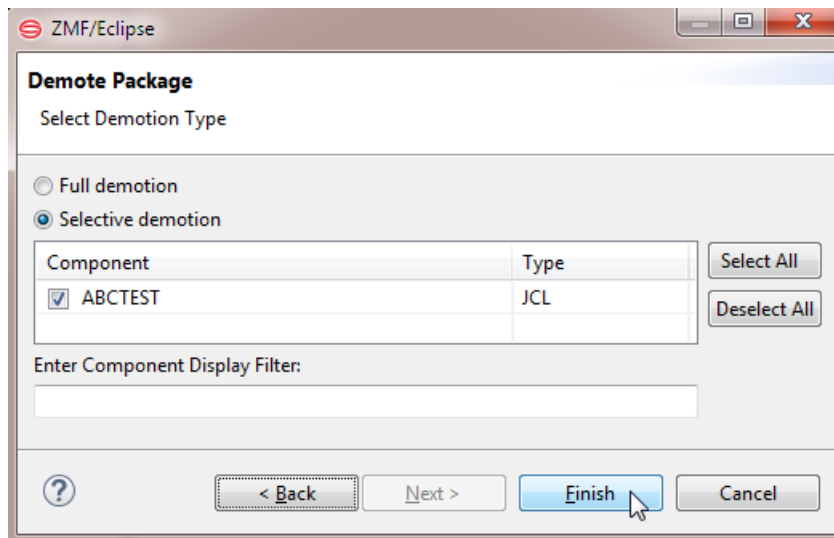 ZMF/Eclipse
Demote Package
Select Demotion Type
Full demotion
Selective demotion
Component Type
Select All
ABCTEST JCL
Deselect All
Enter Component Display Filter:
?
< Back Next > Finish Cancel